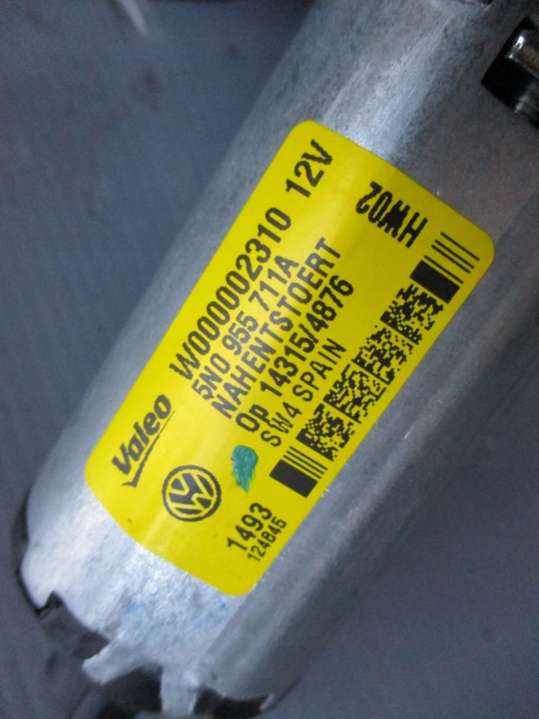 Valeo W000002310 12V
5N0 955 711A
NAHENTSTOERT
Op 14315/4876
SW4 SPAIN
HW02
1493
124845